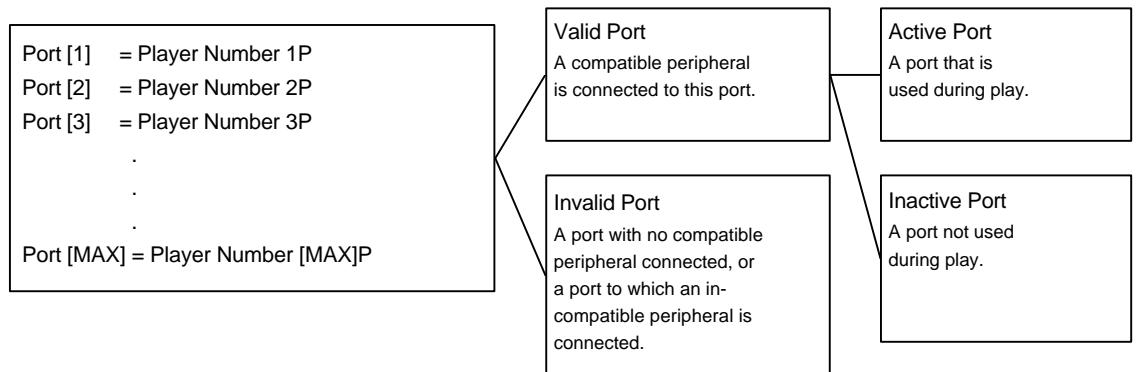 Port [1] = Player Number 1P
Port [2] = Player Number 2P
Port [3] = Player Number 3P
.
.
.
Port [MAX] = Player Number [MAX]P
Valid Port
A compatible peripheral
is connected to this port.
Invalid Port
A port with no compatible
peripheral connected, or
a port to which an in-
compatible peripheral is
connected.
Active Port
A port that is
used during play.
Inactive Port
A port not used
during play.